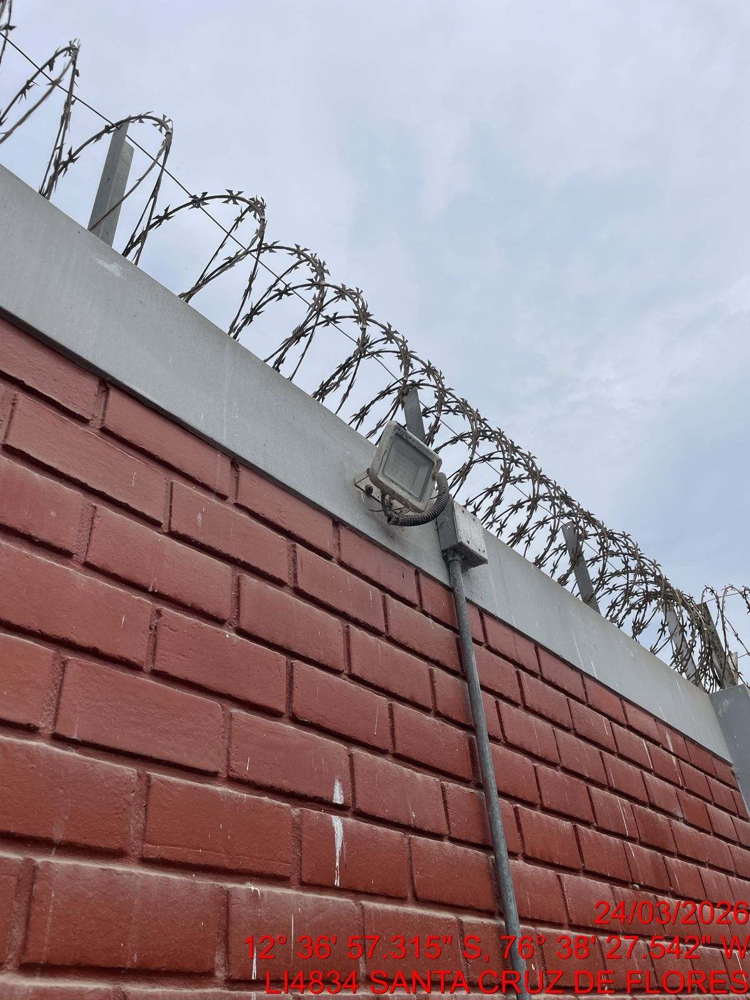 24/03/2026
12° 36' 57.315" S, 76° 38' 27.542" W
LI4834 SANTA CRUZ DE FLORES